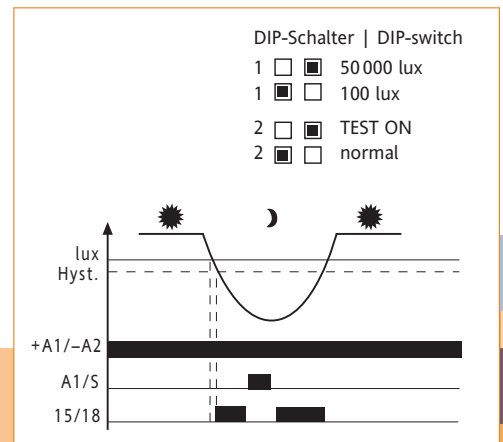 DIP-Schalter | DIP-switch
1 50 000 lux
1 100 lux
2 TEST ON
2 normal
lux
Hyst.
+A1/–A2
A1/S
15/18